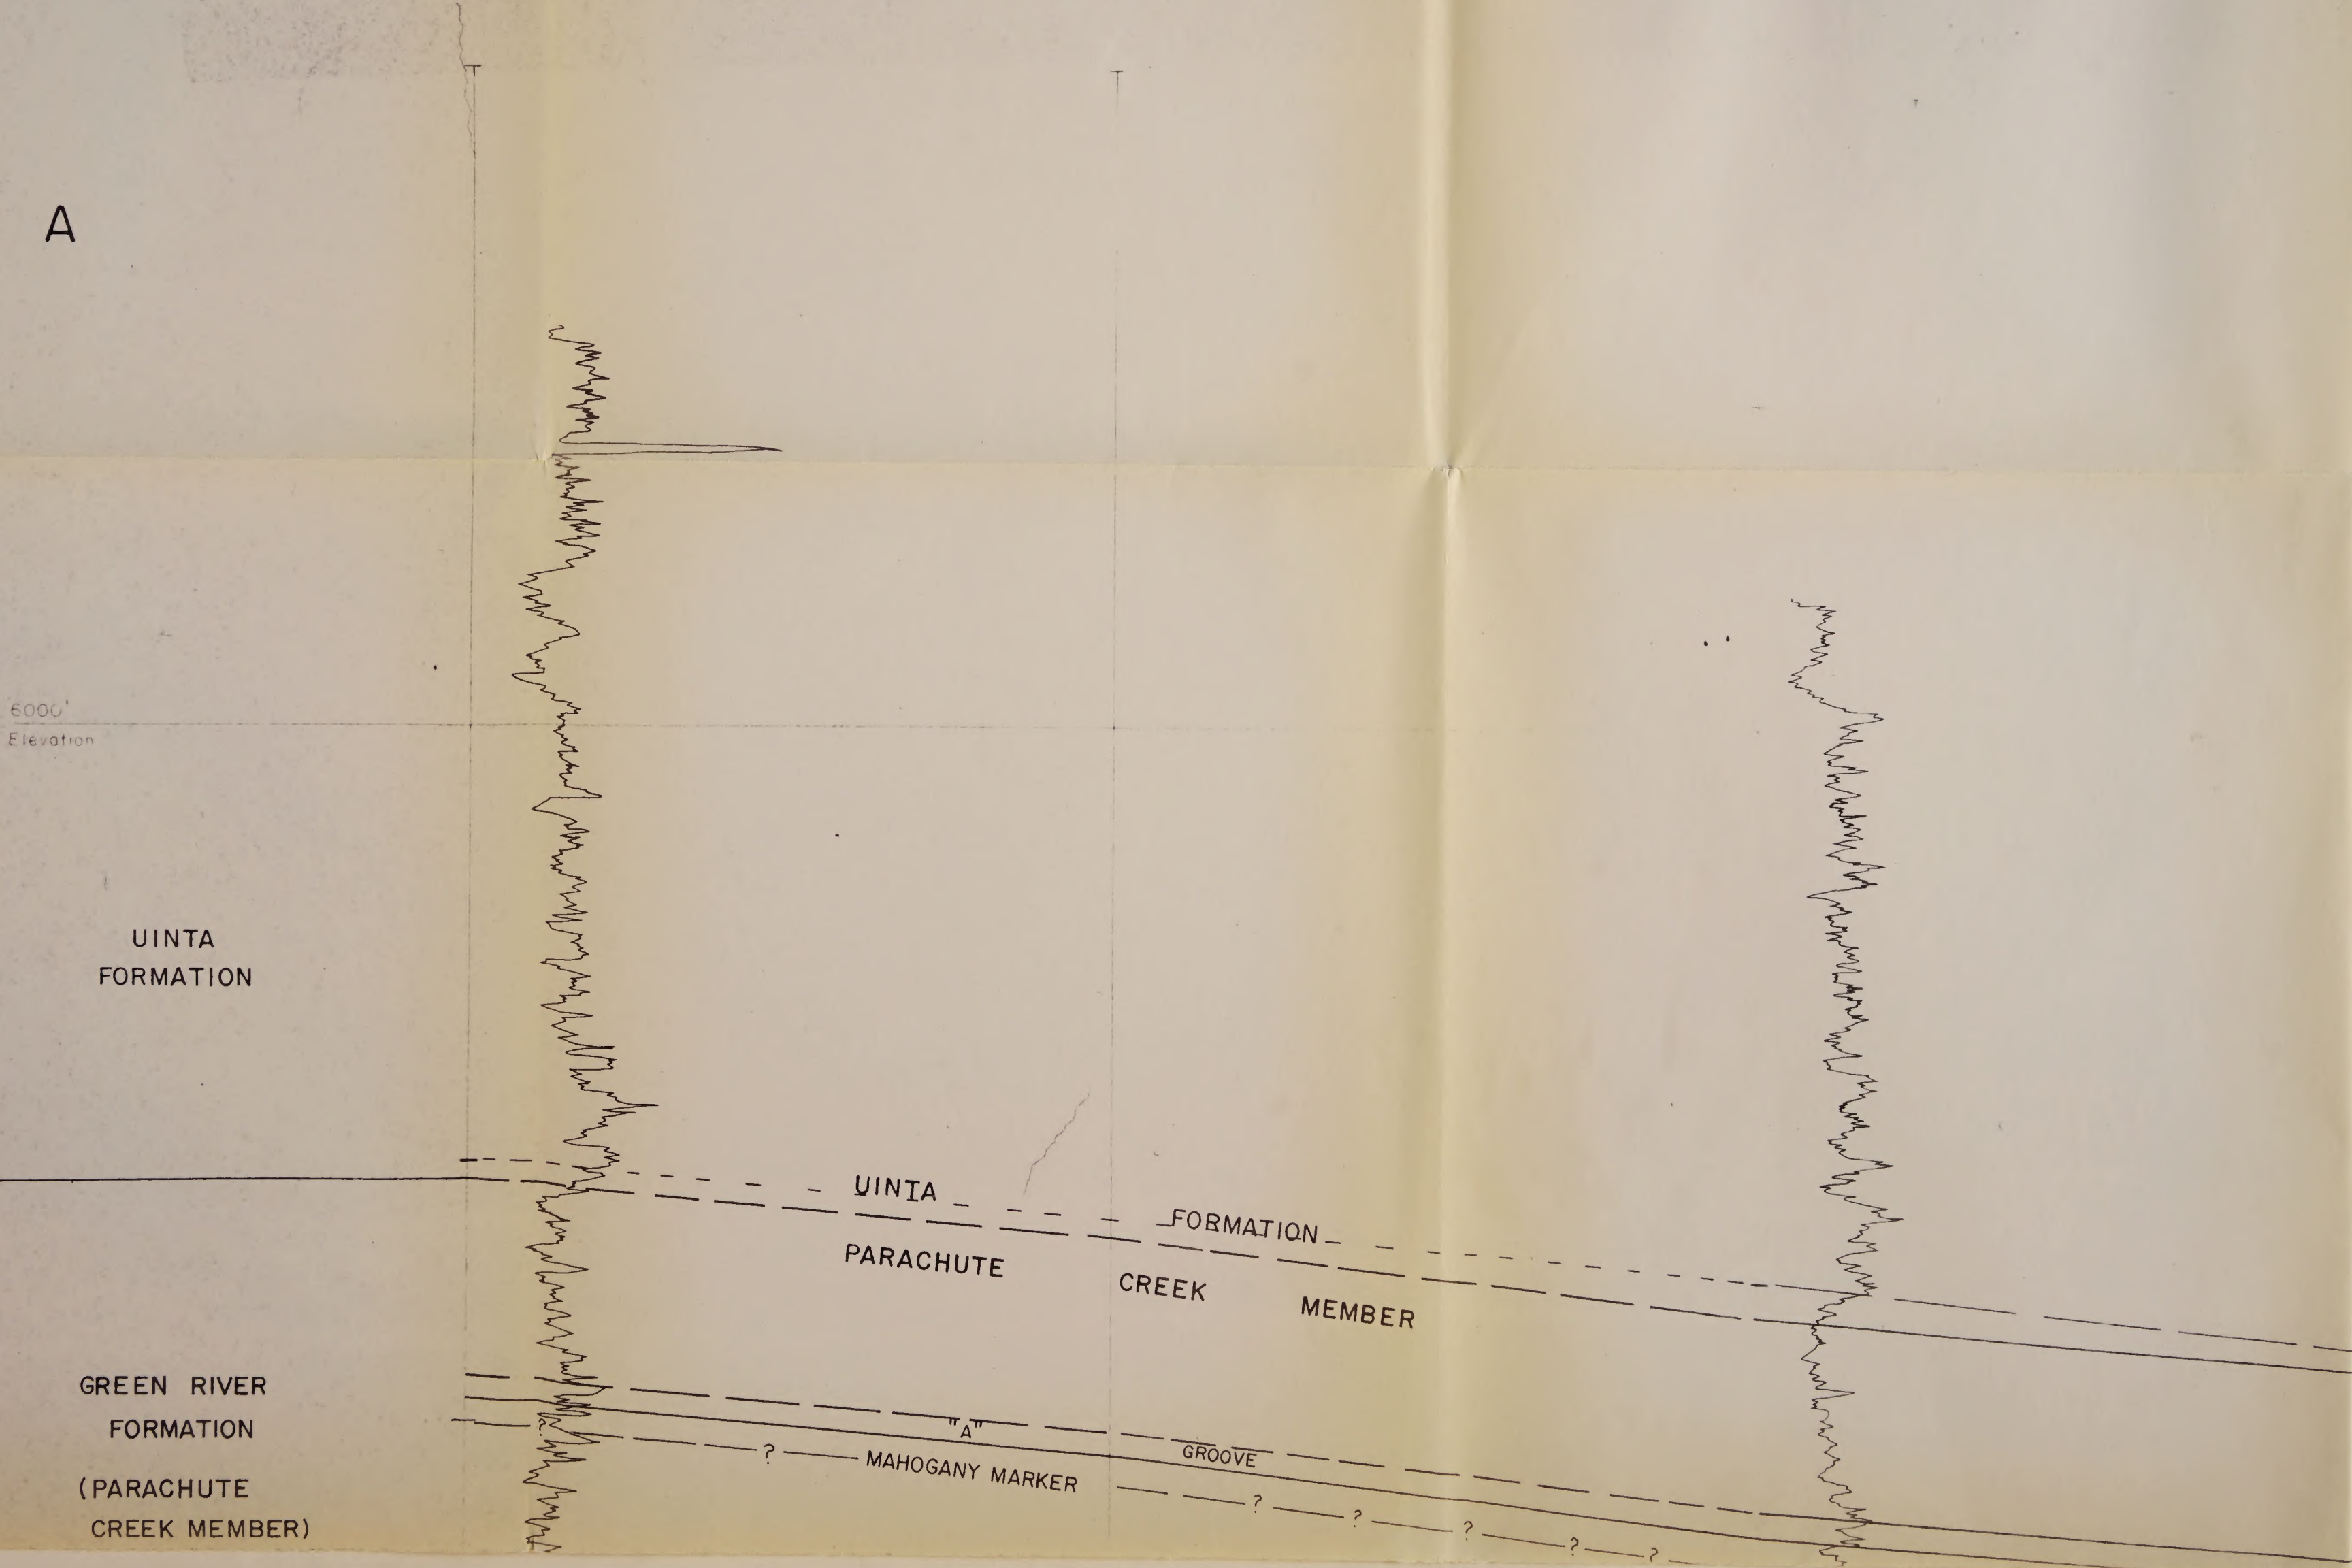 A
6000'
Elevation
UINTA
FORMATION
UINTA FORMATION
PARACHUTE CREEK MEMBER
GREEN RIVER
FORMATION
(PARACHUTE
CREEK MEMBER)
"A" GROOVE
?
? MAHOGANY MARKER ? ? ? ? ?